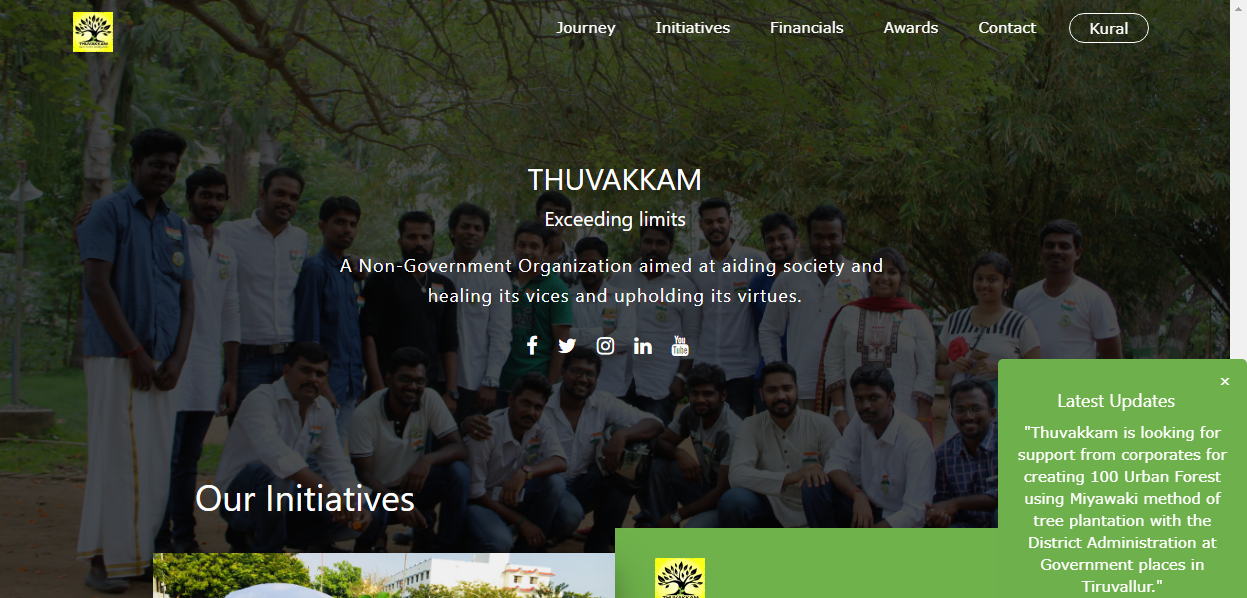 THUVAKKAM
Journey
Initiatives
Financials
Awards
Contact
Kural
THUVAKKAM
Exceeding limits
A Non-Government Organization aimed at aiding society and
healing its vices and upholding its virtues.
You
Tube
Our Initiatives
THUVAKKAM
×
Latest Updates
"Thuvakkam is looking for
support from corporates for
creating 100 Urban Forest
using Miyawaki method of
tree plantation with the
District Administration at
Government places in
Tiruvallur."